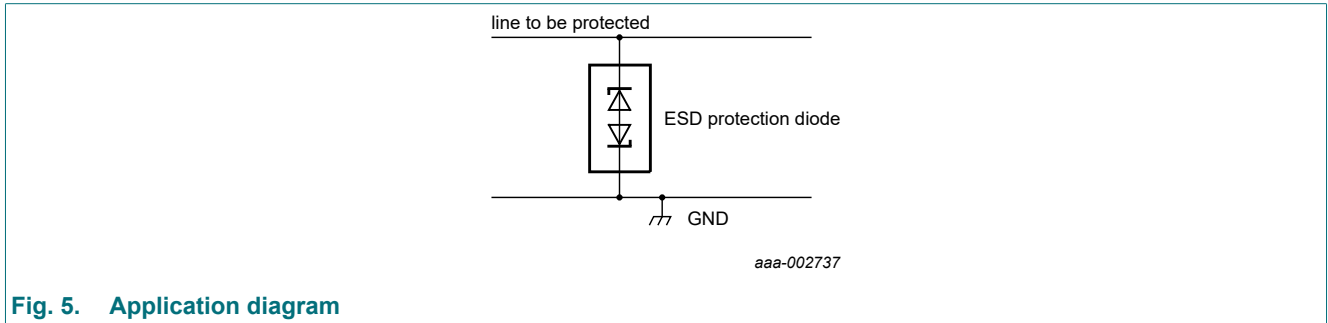 line to be protected
ESD protection diode
GND
aaa-002737
Fig. 5. Application diagram